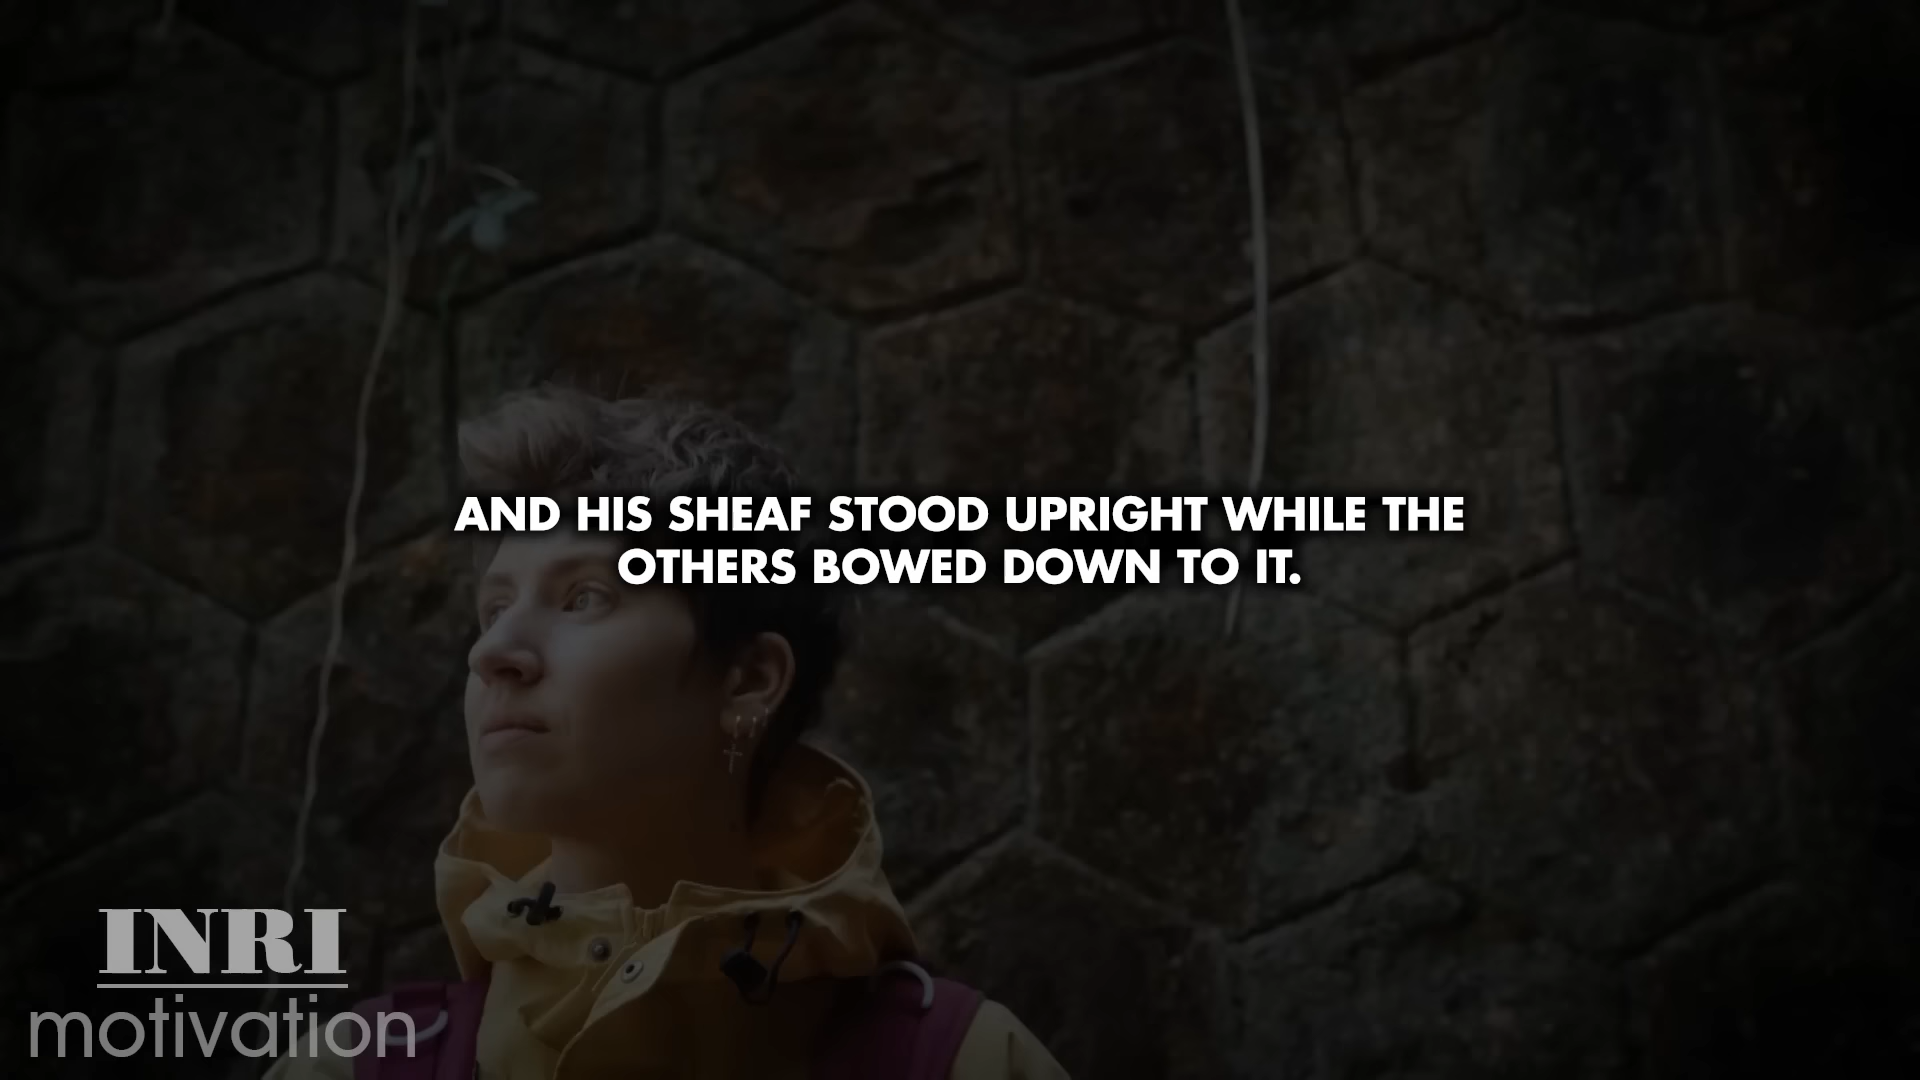 AND HIS SHEAF STOOD UPRIGHT WHILE THE
OTHERS BOWED DOWN TO IT.
INRI
motivation